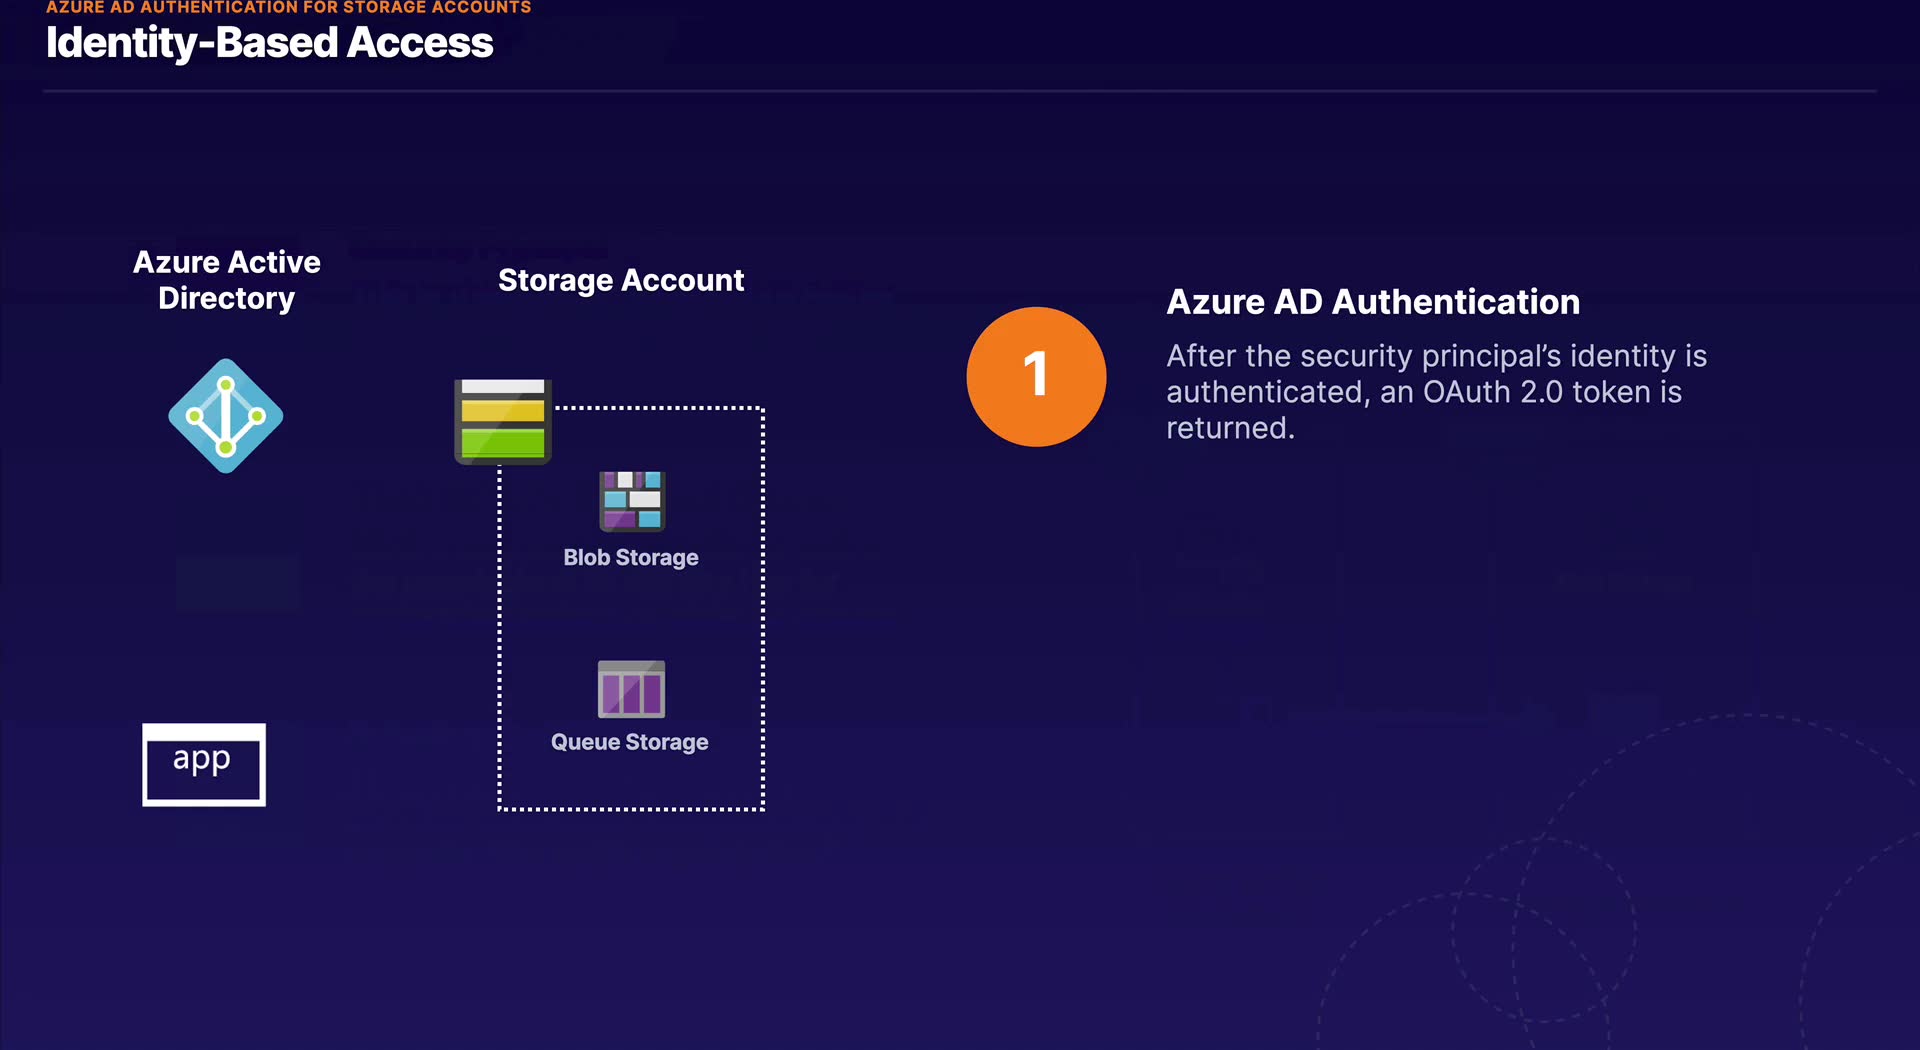 AZURE AD AUTHENTICATION FOR STORAGE ACCOUNTS
Identity-Based Access
Azure Active
Directory
Storage Account
Blob Storage
Queue Storage
app
1
Azure AD Authentication
After the security principal’s identity is
authenticated, an OAuth 2.0 token is
returned.